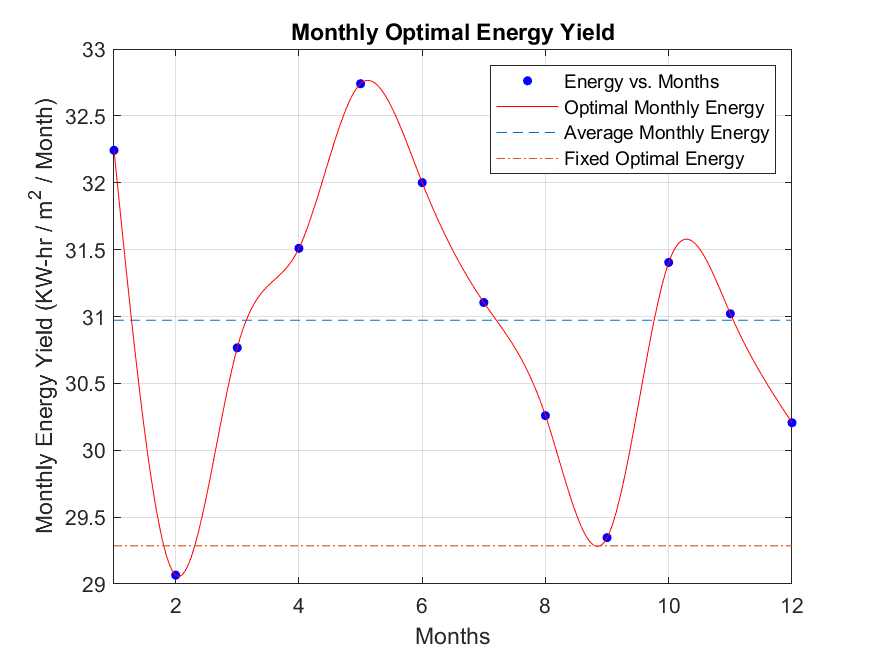 Monthly Optimal Energy Yield
Monthly Energy Yield (KW-hr / m² / Month)
33
32.5
32
31.5
31
30.5
30
29.5
29
Energy vs. Months
Optimal Monthly Energy
Average Monthly Energy
Fixed Optimal Energy
2
4
6
8
10
12
Months